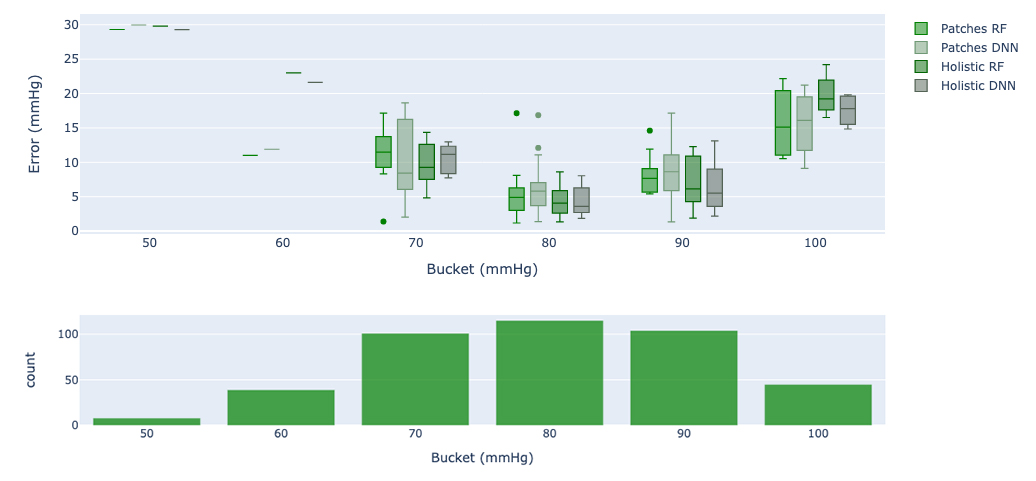 30
25
20
15
10
5
0
Error (mmHg)
50 60 70 80 90 100
Bucket (mmHg)
Patches RF
Patches DNN
Holistic RF
Holistic DNN
100
50
0
count
50 60 70 80 90 100
Bucket (mmHg)